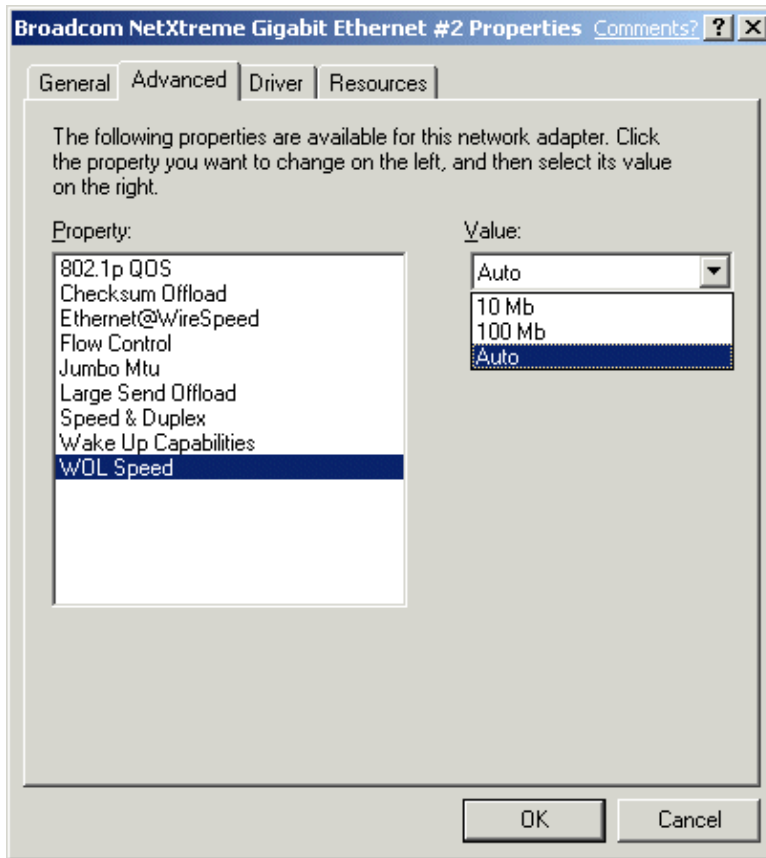 Broadcom NetXtreme Gigabit Ethernet #2 Properties Comments? ? X
General Advanced Driver Resources
The following properties are available for this network adapter. Click
the property you want to change on the left, and then select its value
on the right.
Property:
802.1p QOS
Checksum Offload
Ethernet@WireSpeed
Flow Control
Jumbo Mtu
Large Send Offload
Speed & Duplex
Wake Up Capabilities
WOL Speed
Value:
Auto
10 Mb
100 Mb
Auto
OK Cancel